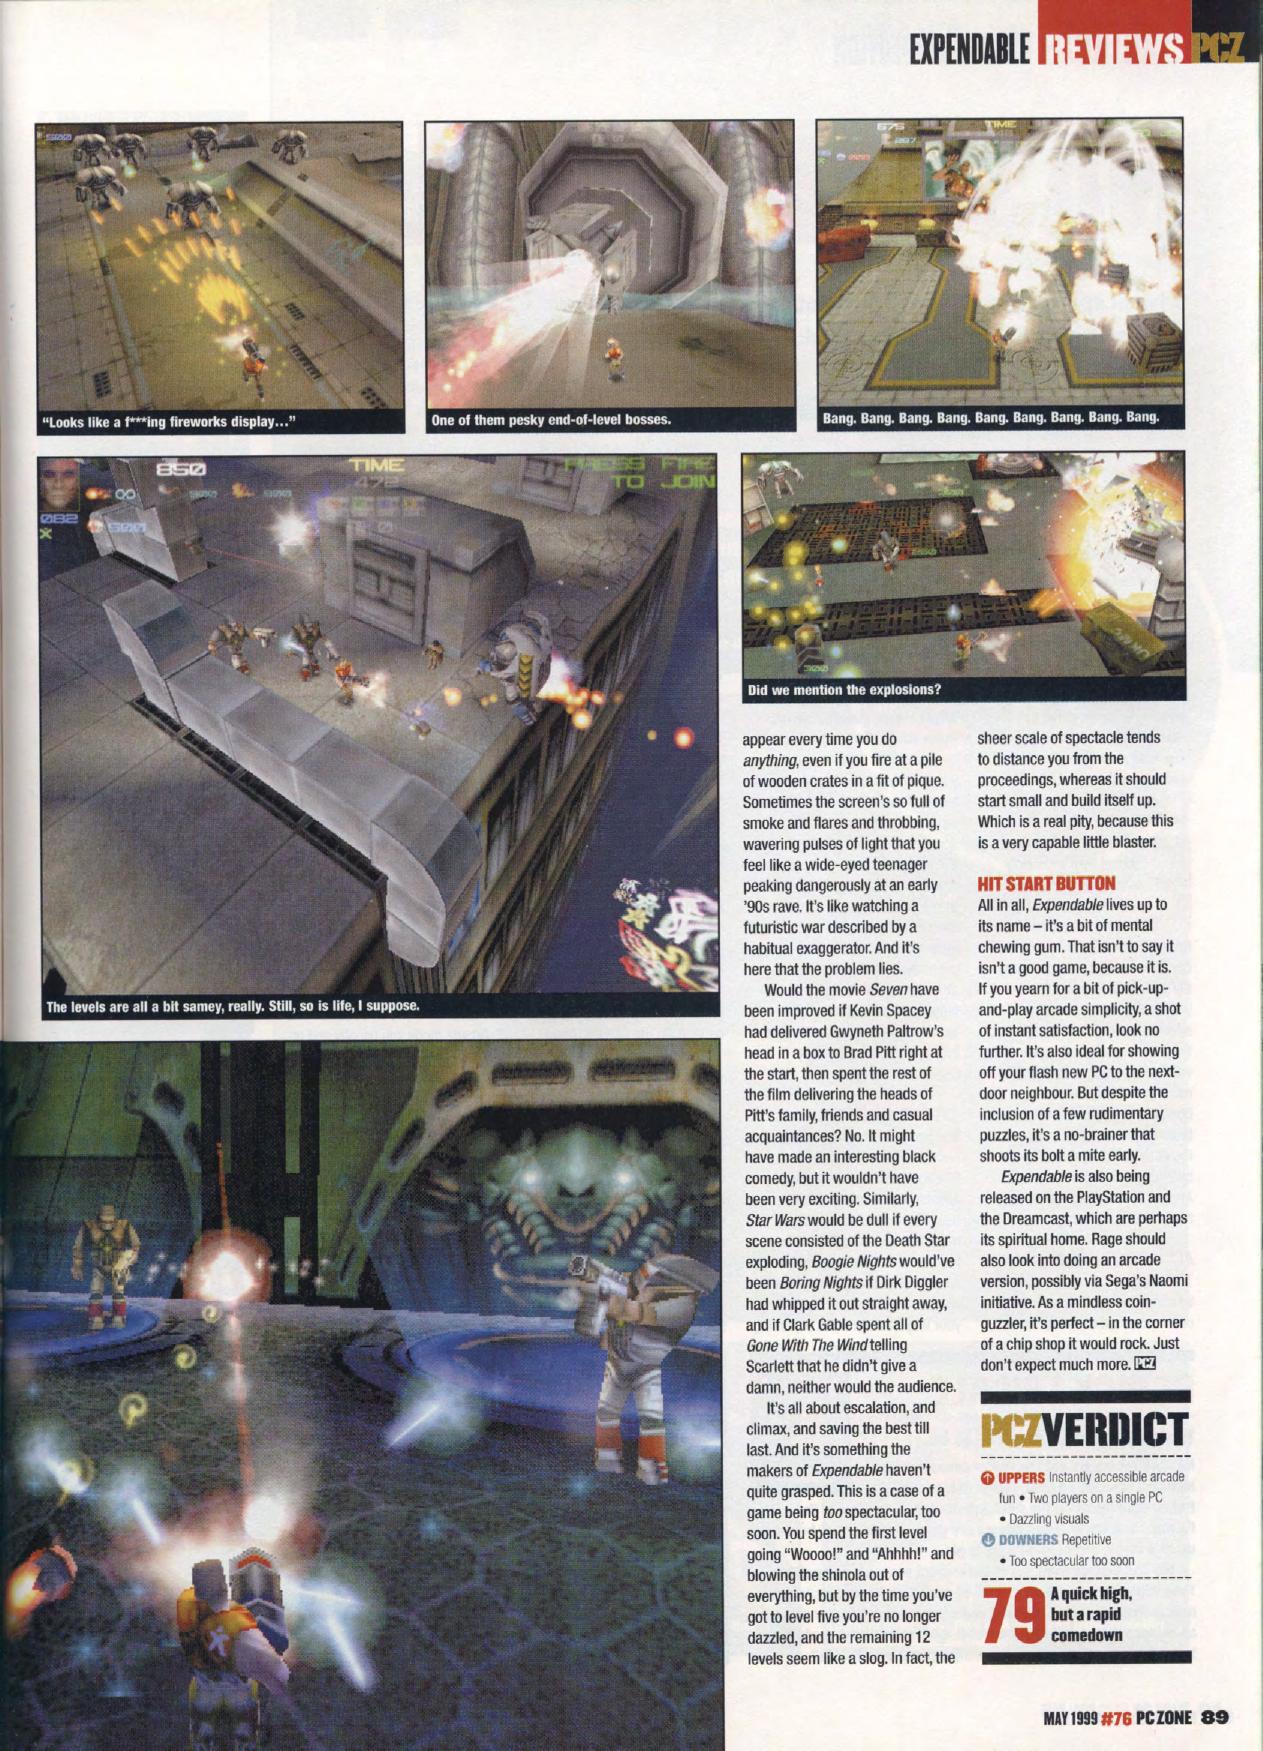 EXPENDABLE REVIEWS PCZ
"Looks like a f***ing fireworks display..."
One of them pesky end-of-level bosses.
675 TIME
Bang. Bang. Bang. Bang. Bang. Bang. Bang. Bang. Bang.
850 TIME PRESS FIRE
472 TO JOIN
082
500
The levels are all a bit samey, really. Still, so is life, I suppose.
Did we mention the explosions?
appear every time you do
anything, even if you fire at a pile
of wooden crates in a fit of pique.
Sometimes the screen's so full of
smoke and flares and throbbing,
wavering pulses of light that you
feel like a wide-eyed teenager
peaking dangerously at an early
'90s rave. It's like watching a
futuristic war described by a
habitual exaggerator. And it's
here that the problem lies.
Would the movie Seven have
been improved if Kevin Spacey
had delivered Gwyneth Paltrow's
head in a box to Brad Pitt right at
the start, then spent the rest of
the film delivering the heads of
Pitt's family, friends and casual
acquaintances? No. It might
have made an interesting black
comedy, but it wouldn't have
been very exciting. Similarly,
Star Wars would be dull if every
scene consisted of the Death Star
exploding, Boogie Nights would've
been Boring Nights if Dirk Diggler
had whipped it out straight away,
and if Clark Gable spent all of
Gone With The Wind telling
Scarlett that he didn't give a
damn, neither would the audience.
It's all about escalation, and
climax, and saving the best till
last. And it's something the
makers of Expendable haven't
quite grasped. This is a case of a
game being too spectacular, too
soon. You spend the first level
going "Woooo!" and "Ahhhh!" and
blowing the shinola out of
everything, but by the time you've
got to level five you're no longer
dazzled, and the remaining 12
levels seem like a slog. In fact, the
sheer scale of spectacle tends
to distance you from the
proceedings, whereas it should
start small and build itself up.
Which is a real pity, because this
is a very capable little blaster.
HIT START BUTTON
All in all, Expendable lives up to
its name – it's a bit of mental
chewing gum. That isn't to say it
isn't a good game, because it is.
If you yearn for a bit of pick-up-
and-play arcade simplicity, a shot
of instant satisfaction, look no
further. It's also ideal for showing
off your flash new PC to the next-
door neighbour. But despite the
inclusion of a few rudimentary
puzzles, it's a no-brainer that
shoots its bolt a mite early.
Expendable is also being
released on the PlayStation and
the Dreamcast, which are perhaps
its spiritual home. Rage should
also look into doing an arcade
version, possibly via Sega's Naomi
initiative. As a mindless coin-
guzzler, it's perfect – in the corner
of a chip shop it would rock. Just
don't expect much more. PCZ
PCZVERDICT
UPPERS Instantly accessible arcade
fun • Two players on a single PC
• Dazzling visuals
DOWNERS Repetitive
• Too spectacular too soon
79 A quick high,
but a rapid
comedown
MAY 1999 #76 PC ZONE 89